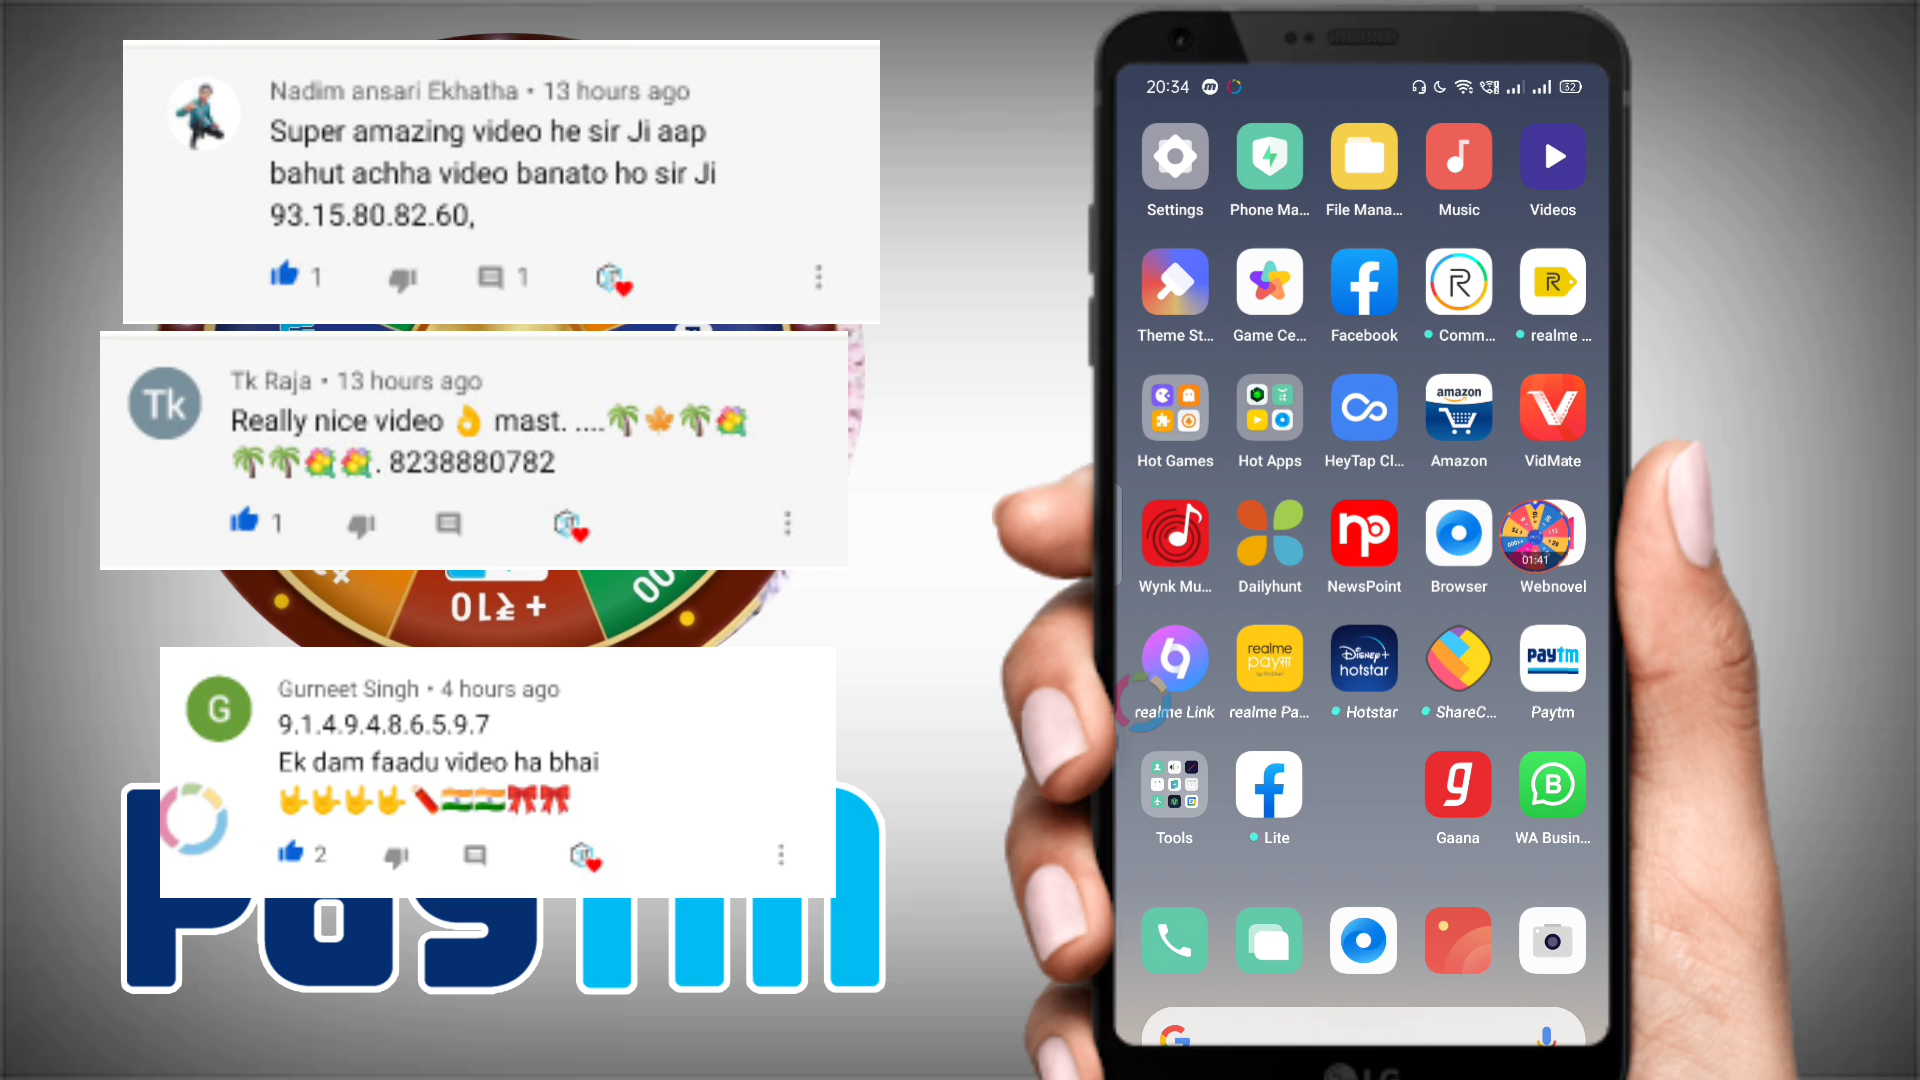 Nadim ansari Ekhatha • 13 hours ago
Super amazing video he sir Ji aap
bahut achha video banato ho sir Ji
93.15.80.82.60,
1
1
Tk
Tk Raja • 13 hours ago
Really nice video 👌 mast. ....🌴🍁🌴💐
🌴🌴💐💐. 8238880782
1
+ ₹10
00
G
Gurneet Singh • 4 hours ago
9.1.4.9.4.8.6.5.9.7
Ek dam faadu video ha bhai
2
20:34
32
Settings
Phone Ma...
File Mana...
Music
Videos
Theme St...
Game Ce...
Facebook
Comm...
realme ...
Hot Games
Hot Apps
HeyTap Cl...
amazon
Amazon
VidMate
Wynk Mu...
Dailyhunt
np
NewsPoint
Browser
01:41
Webnovel
realme Link
realme
payसा
realme Pa...
Disney+
hotstar
Hotstar
ShareC...
paytm
Paytm
Tools
Lite
g
Gaana
B
WA Busin...
LG